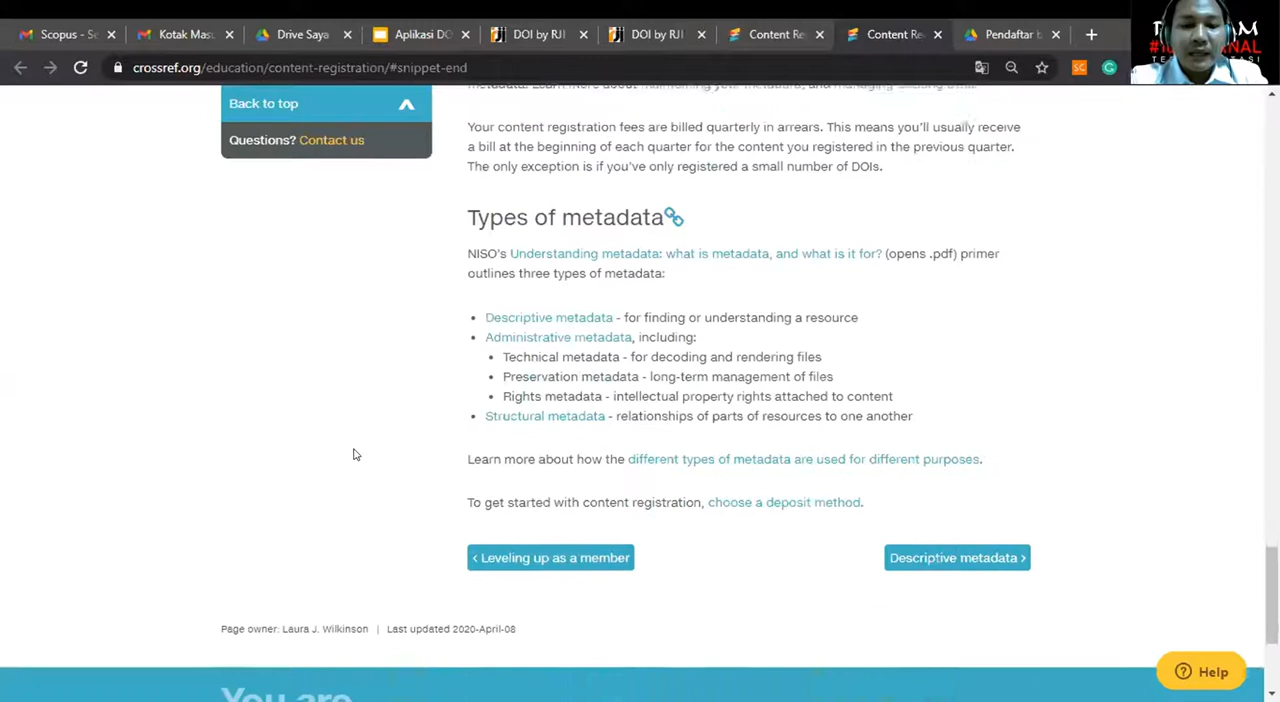 Scopus - Se
Kotak Mas
Drive Saya
Aplikasi DO
DOI by RJI
DOI by RJI
Content Re
Content Re
Pendaftar b
crossref.org/education/content-registration/#snippet-end
SC
Back to top
Questions? Contact us
Your content registration fees are billed quarterly in arrears. This means you'll usually receive
a bill at the beginning of each quarter for the content you registered in the previous quarter.
The only exception is if you've only registered a small number of DOIs.
Types of metadata
NISO's Understanding metadata: what is metadata, and what is it for? (opens .pdf) primer
outlines three types of metadata:
• Descriptive metadata - for finding or understanding a resource
• Administrative metadata, including:
• Technical metadata - for decoding and rendering files
• Preservation metadata - long-term management of files
• Rights metadata - intellectual property rights attached to content
• Structural metadata - relationships of parts of resources to one another
Learn more about how the different types of metadata are used for different purposes.
To get started with content registration, choose a deposit method.
‹ Leveling up as a member
Descriptive metadata ›
Page owner: Laura J. Wilkinson | Last updated 2020-April-08
Help
You are